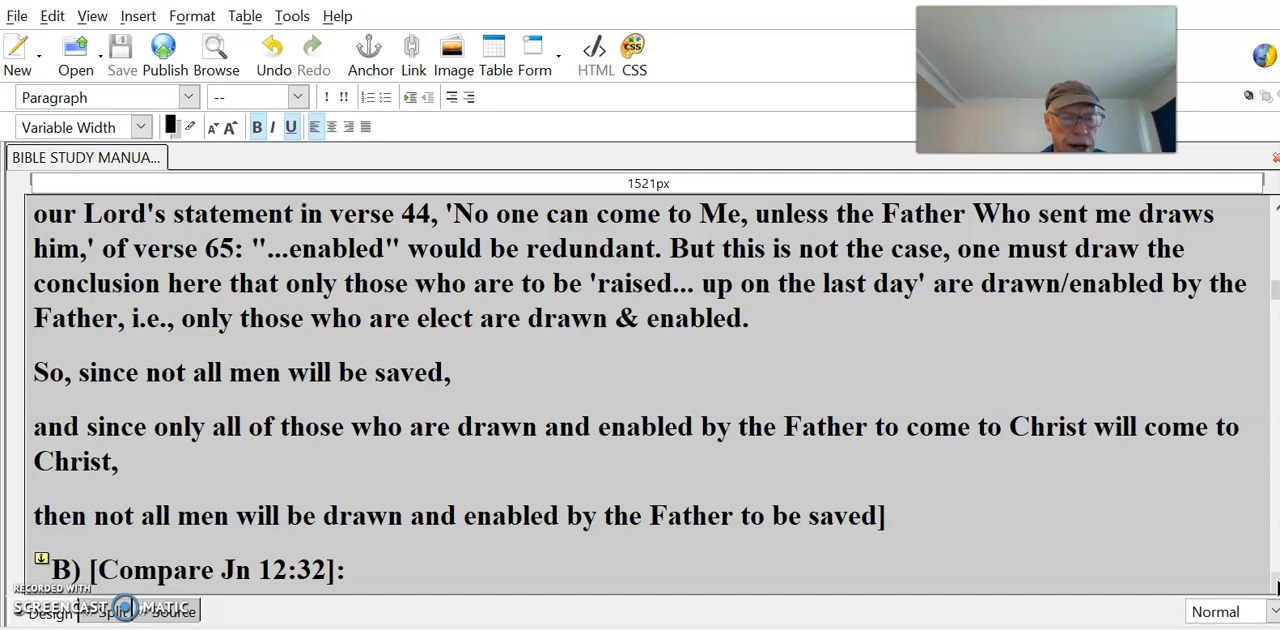 File Edit View Insert Format Table Tools Help
New Open Save Publish Browse Undo Redo Anchor Link Image Table Form HTML CSS
Paragraph -- ! !!
Variable Width A A B I U
BIBLE STUDY MANUA...
1521px
our Lord's statement in verse 44, 'No one can come to Me, unless the Father Who sent me draws
him,' of verse 65: "...enabled" would be redundant. But this is not the case, one must draw the
conclusion here that only those who are to be 'raised... up on the last day' are drawn/enabled by the
Father, i.e., only those who are elect are drawn & enabled.
So, since not all men will be saved,
and since only all of those who are drawn and enabled by the Father to come to Christ will come to
Christ,
then not all men will be drawn and enabled by the Father to be saved]
B) [Compare Jn 12:32]:
RECORDED WITH
SCREENCAST-O-MATIC
Design Split Source Normal